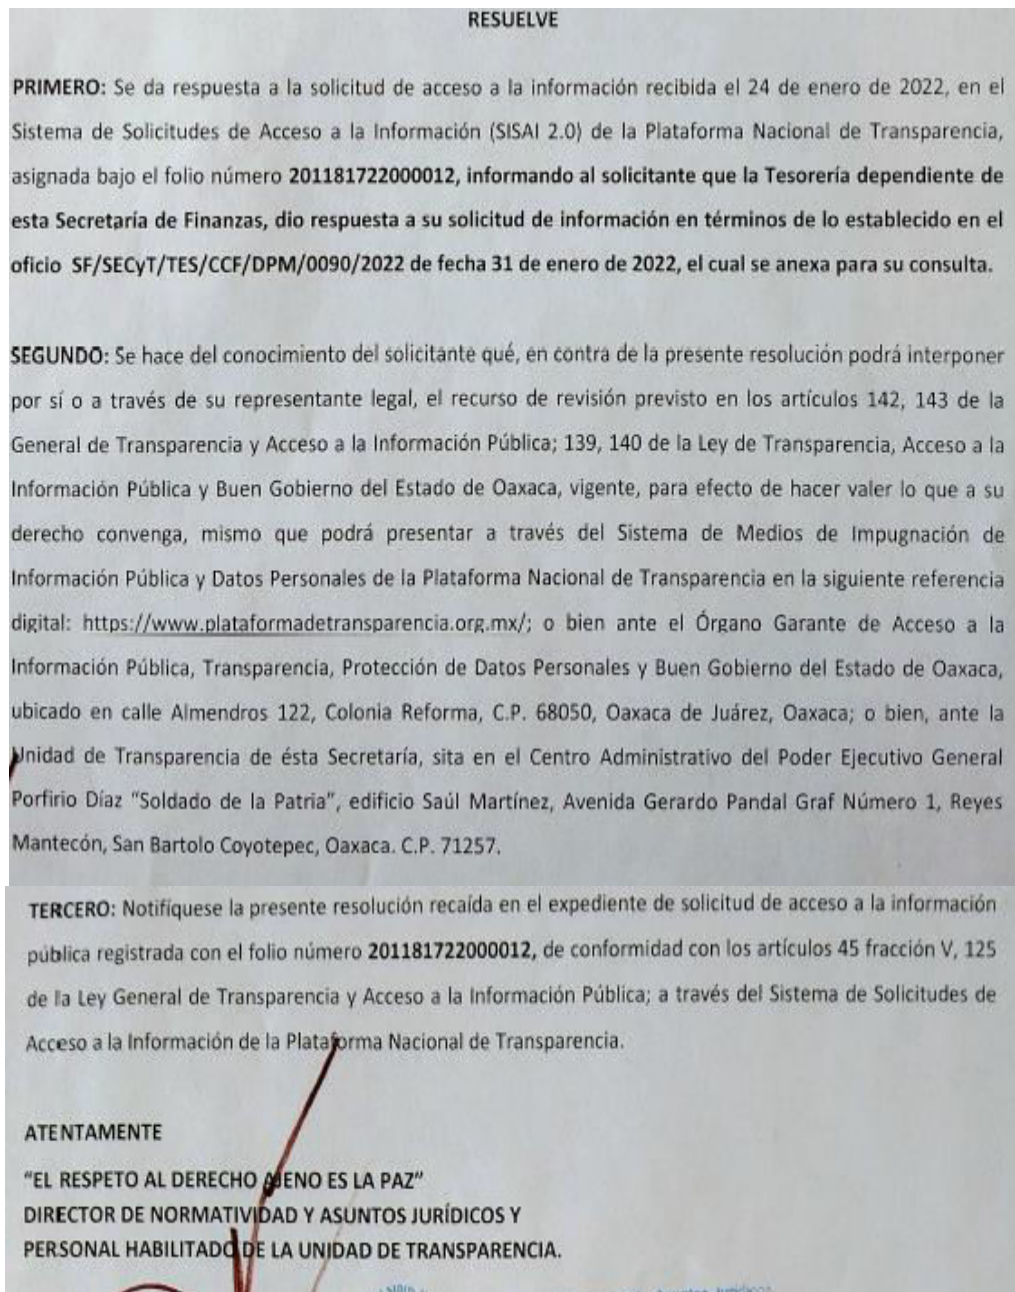 RESUELVE
PRIMERO: Se da respuesta a la solicitud de acceso a la información recibida el 24 de enero de 2022, en el
Sistema de Solicitudes de Acceso a la Información (SISAI 2.0) de la Plataforma Nacional de Transparencia,
asignada bajo el folio número 201181722000012, informando al solicitante que la Tesorería dependiente de
esta Secretaría de Finanzas, dio respuesta a su solicitud de información en términos de lo establecido en el
oficio SF/SECyT/TES/CCF/DPM/0090/2022 de fecha 31 de enero de 2022, el cual se anexa para su consulta.
SEGUNDO: Se hace del conocimiento del solicitante qué, en contra de la presente resolución podrá interponer
por sí o a través de su representante legal, el recurso de revisión previsto en los artículos 142, 143 de la
General de Transparencia y Acceso a la Información Pública; 139, 140 de la Ley de Transparencia, Acceso a la
Información Pública y Buen Gobierno del Estado de Oaxaca, vigente, para efecto de hacer valer lo que a su
derecho convenga, mismo que podrá presentar a través del Sistema de Medios de Impugnación de
Información Pública y Datos Personales de la Plataforma Nacional de Transparencia en la siguiente referencia
digital: https://www.plataformadetransparencia.org.mx/; o bien ante el Órgano Garante de Acceso a la
Información Pública, Transparencia, Protección de Datos Personales y Buen Gobierno del Estado de Oaxaca,
ubicado en calle Almendros 122, Colonia Reforma, C.P. 68050, Oaxaca de Juárez, Oaxaca; o bien, ante la
Unidad de Transparencia de ésta Secretaría, sita en el Centro Administrativo del Poder Ejecutivo General
Porfirio Díaz "Soldado de la Patria", edificio Saúl Martínez, Avenida Gerardo Pandal Graf Número 1, Reyes
Mantecón, San Bartolo Coyotepec, Oaxaca. C.P. 71257.
TERCERO: Notifíquese la presente resolución recaída en el expediente de solicitud de acceso a la información
pública registrada con el folio número 201181722000012, de conformidad con los artículos 45 fracción V, 125
de la Ley General de Transparencia y Acceso a la Información Pública; a través del Sistema de Solicitudes de
Acceso a la Información de la Plataforma Nacional de Transparencia.
ATENTAMENTE
"EL RESPETO AL DERECHO AJENO ES LA PAZ"
DIRECTOR DE NORMATIVIDAD Y ASUNTOS JURÍDICOS Y
PERSONAL HABILITADO DE LA UNIDAD DE TRANSPARENCIA.